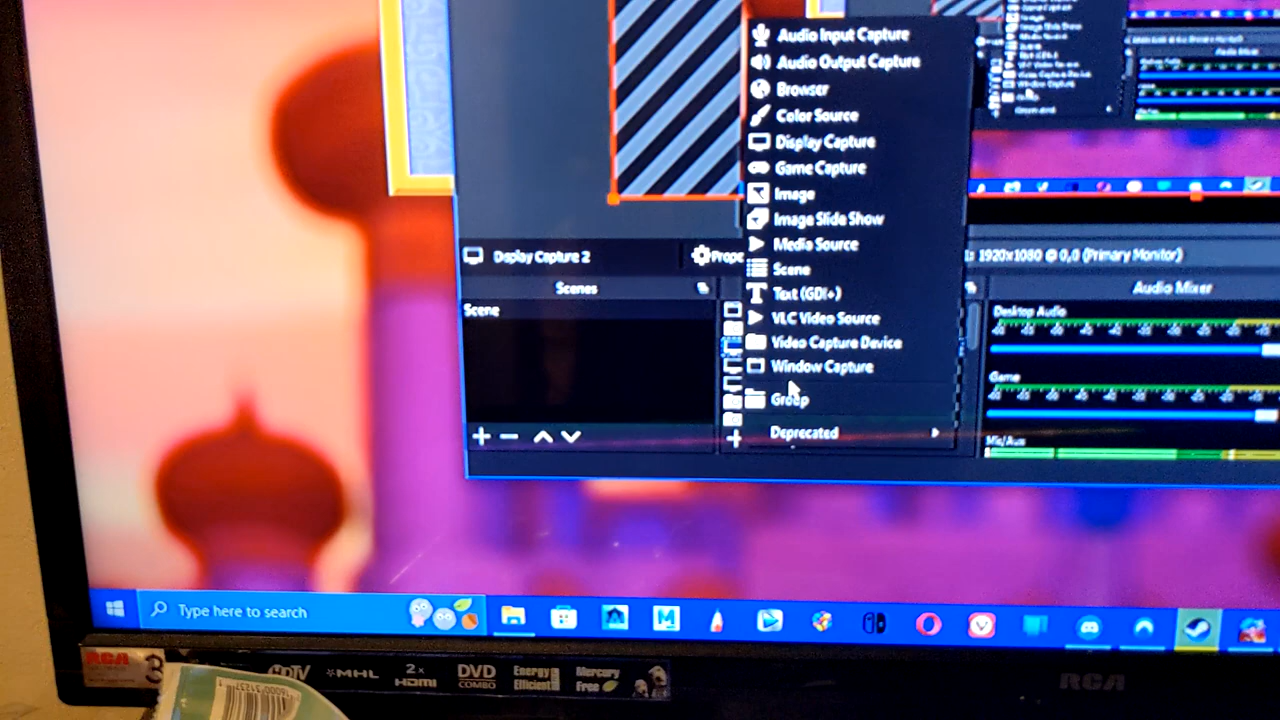 Audio Input Capture
Audio Output Capture
Browser
Color Source
Display Capture
Game Capture
Image
Image Slide Show
Media Source
Scene
Text (GDI+)
VLC Video Source
Video Capture Device
Window Capture
Group
Deprecated
Display Capture 2
Prope
1920x1080 @ 0,0 (Primary Monitor)
Scenes
Scene
Audio Mixer
Desktop Audio
Game
Mic/Aux
Type here to search
RCA
3
HDTV
MHL
2x
HDMI
DVD
COMBO
Energy
Efficient
Mercury
Free
RCA